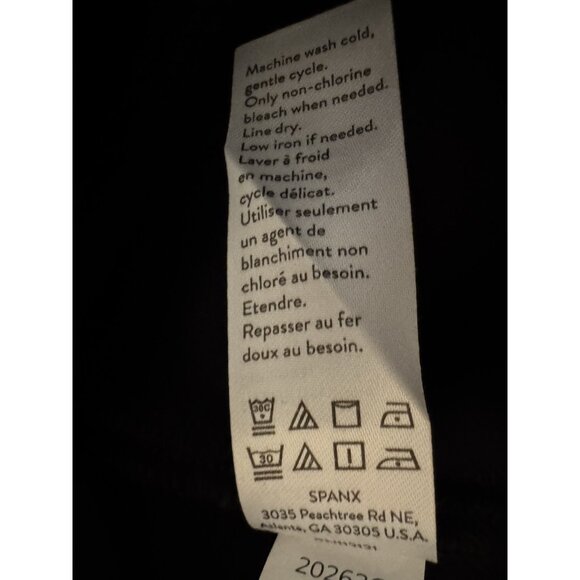 Machine wash cold,
gentle cycle.
Only non-chlorine
bleach when needed.
Line dry.
Low iron if needed.
Laver à froid
en machine,
cycle délicat.
Utiliser seulement
un agent de
blanchiment non
chloré au besoin.
Etendre.
Repasser au fer
doux au besoin.
30C
30
SPANX
3035 Peachtree Rd NE,
Atlanta, GA 30305 U.S.A.